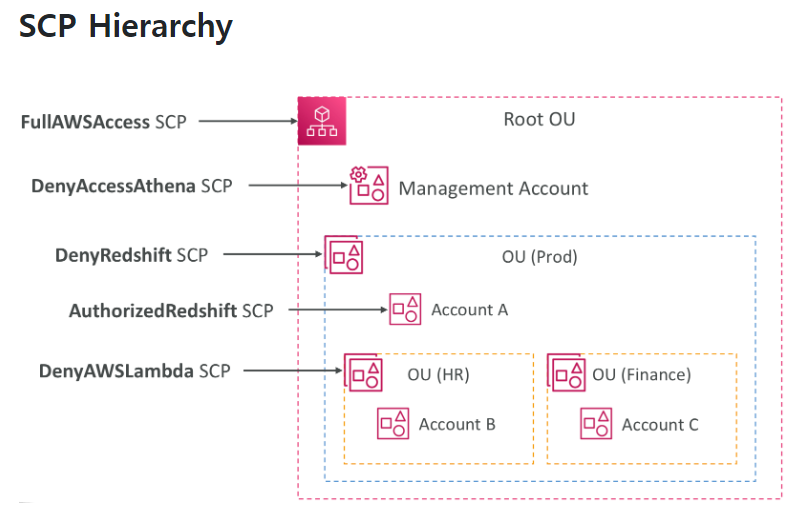 SCP Hierarchy
FullAWSAccess SCP
Root OU
DenyAccessAthena SCP
Management Account
DenyRedshift SCP
OU (Prod)
AuthorizedRedshift SCP
Account A
DenyAWSLambda SCP
OU (HR)
OU (Finance)
Account B
Account C